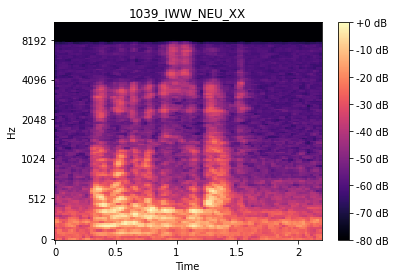 1039_IWW_NEU_XX
+0 dB
8192
-10 dB
4096
-20 dB
-30 dB
2048
-40 dB
Hz
1024
-50 dB
512
-60 dB
-70 dB
0
-80 dB
0 0.5 1 1.5 2
Time